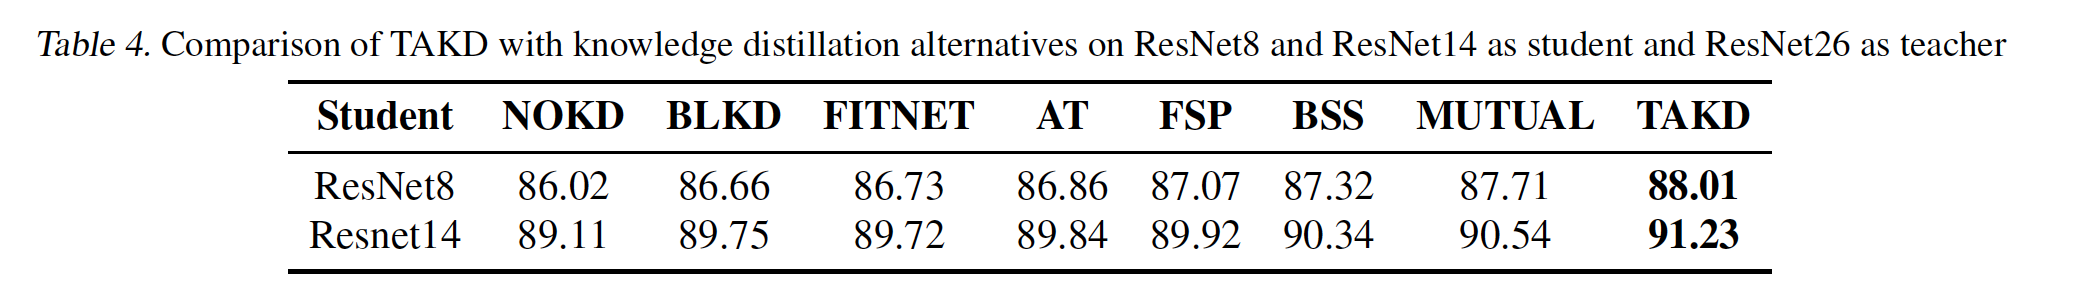 Table 4. Comparison of TAKD with knowledge distillation alternatives on ResNet8 and ResNet14 as student and ResNet26 as teacher
Student NOKD BLKD FITNET AT FSP BSS MUTUAL TAKD
ResNet8 86.02 86.66 86.73 86.86 87.07 87.32 87.71 88.01
Resnet14 89.11 89.75 89.72 89.84 89.92 90.34 90.54 91.23